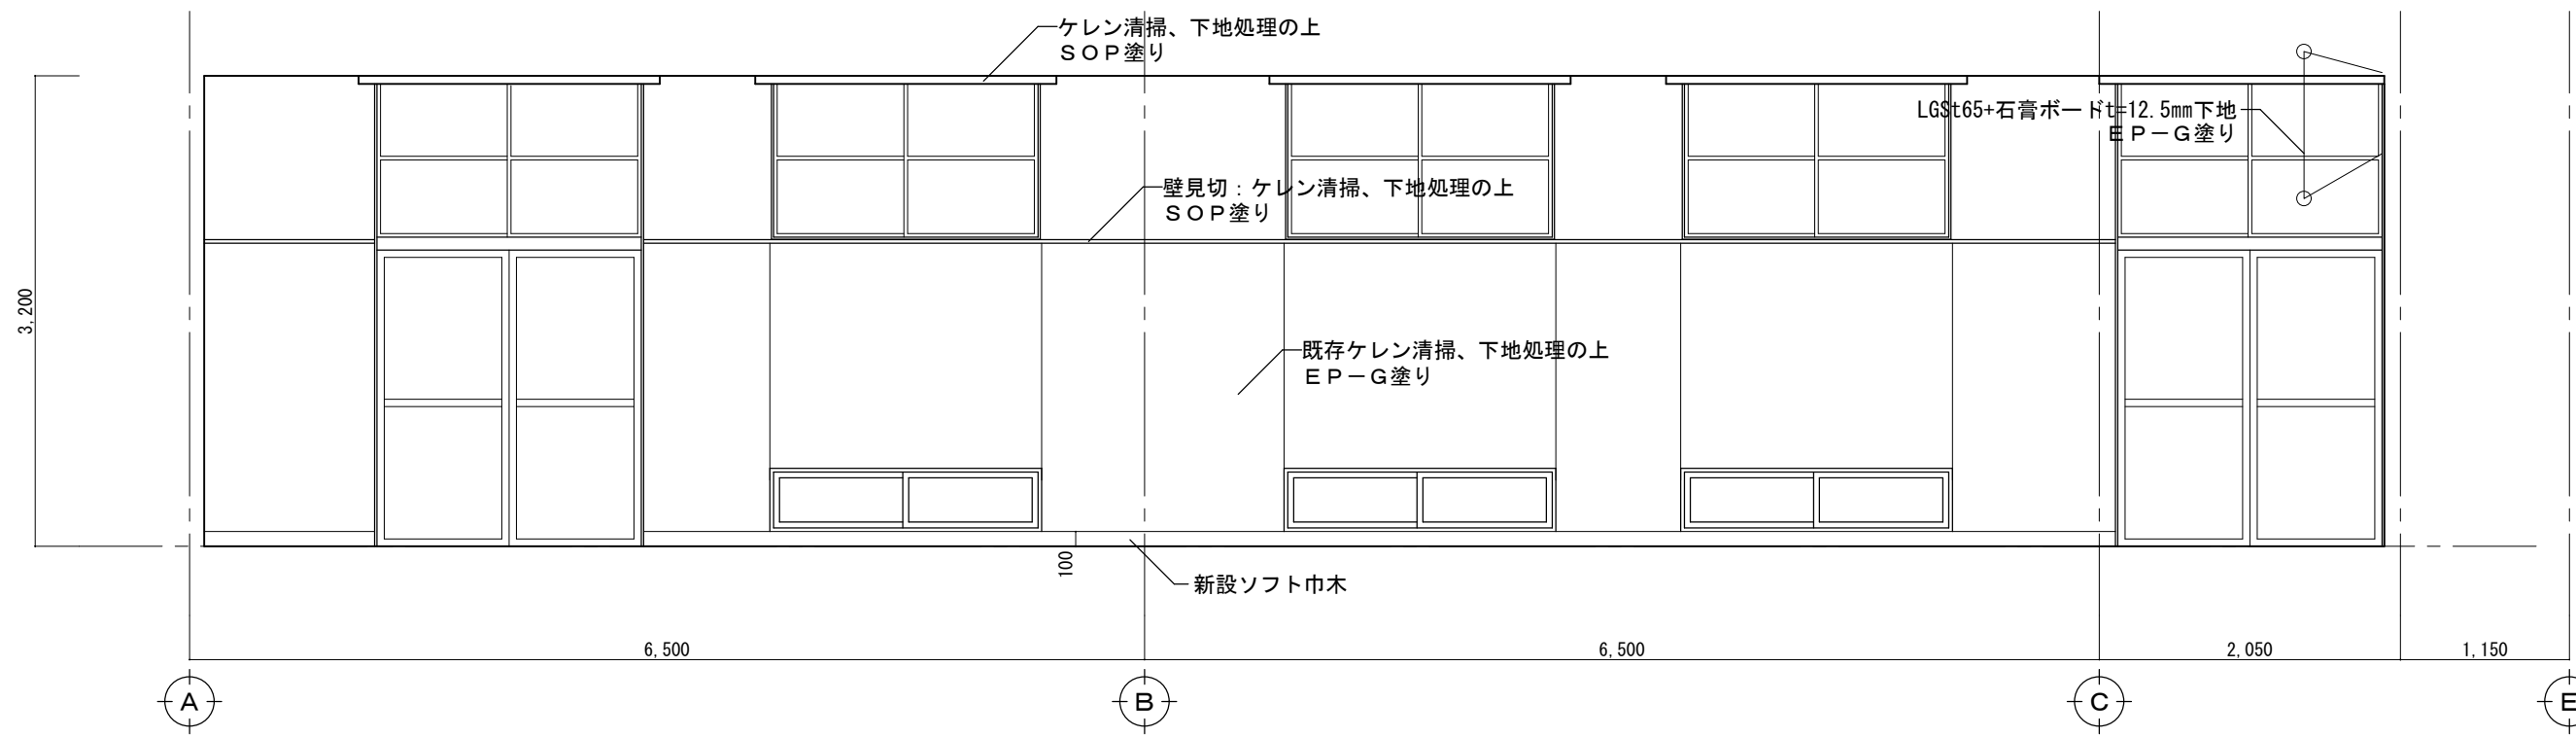 ケレン清掃、下地処理の上
ＳＯＰ塗り
LGSt65+石膏ボードt=12.5mm下地
ＥＰ－Ｇ塗り
壁見切：ケレン清掃、下地処理の上
ＳＯＰ塗り
3,200
既存ケレン清掃、下地処理の上
ＥＰ－Ｇ塗り
100
新設ソフト巾木
6,500
6,500
2,050
1,150
A
B
C
E